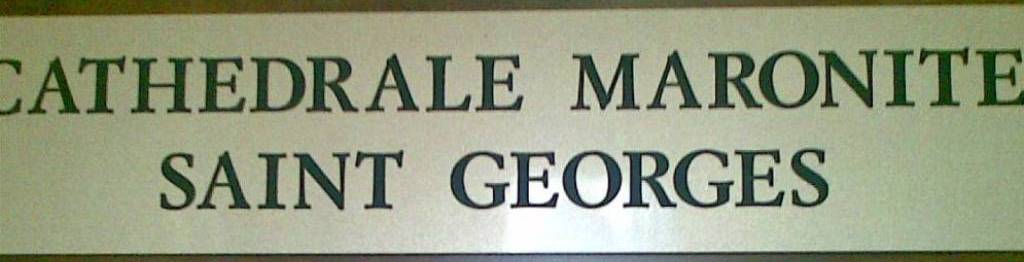 CATHEDRALE MARONITE
SAINT GEORGES